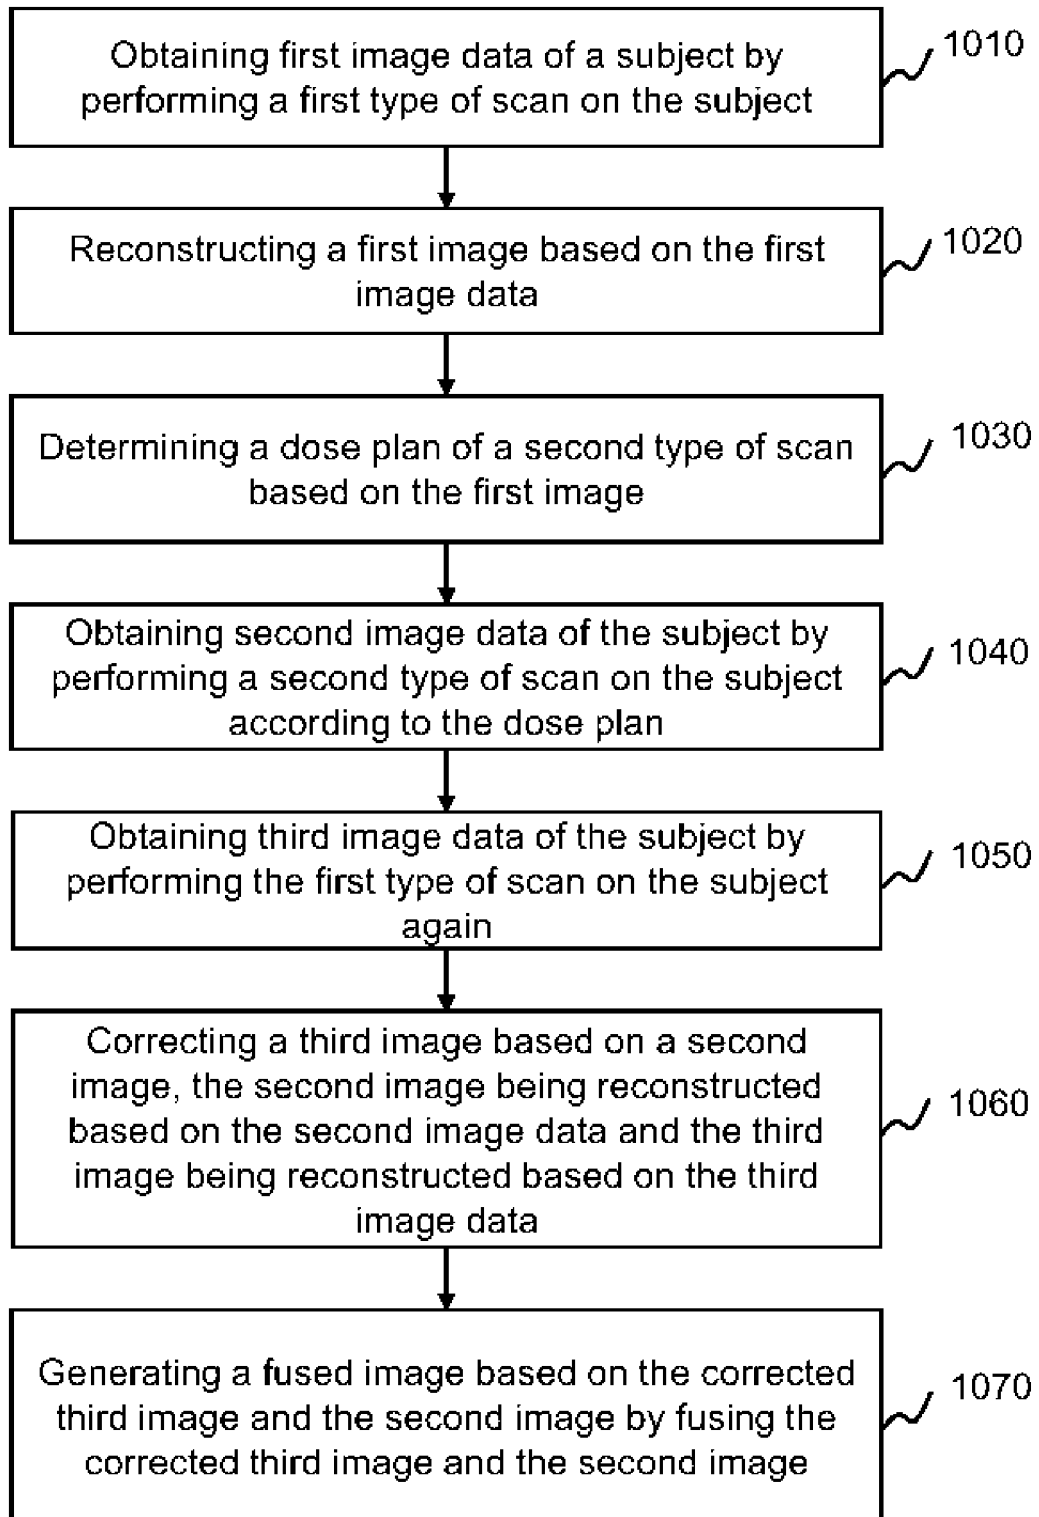 Obtaining first image data of a subject by
performing a first type of scan on the subject
1010
Reconstructing a first image based on the first
image data
1020
Determining a dose plan of a second type of scan
based on the first image
1030
Obtaining second image data of the subject by
performing a second type of scan on the subject
according to the dose plan
1040
Obtaining third image data of the subject by
performing the first type of scan on the subject
again
1050
Correcting a third image based on a second
image, the second image being reconstructed
based on the second image data and the third
image being reconstructed based on the third
image data
1060
Generating a fused image based on the corrected
third image and the second image by fusing the
corrected third image and the second image
1070